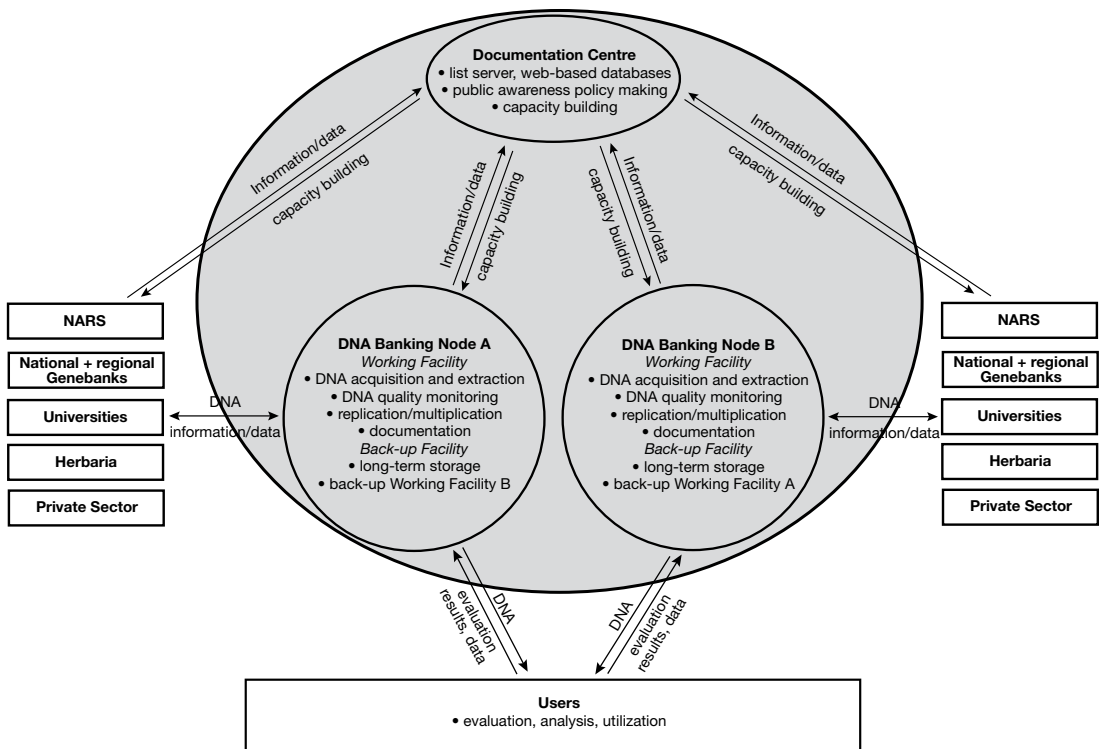 Documentation Centre
• list server, web-based databases
• public awareness policy making
• capacity building
Information/data
capacity building
Information/data
capacity building
Information/data
capacity building
Information/data
capacity building
NARS
National + regional
Genebanks
Universities
Herbaria
Private Sector
DNA
information/data
DNA Banking Node A
Working Facility
• DNA acquisition and extraction
• DNA quality monitoring
• replication/multiplication
• documentation
Back-up Facility
• long-term storage
• back-up Working Facility B
DNA Banking Node B
Working Facility
• DNA acquisition and extraction
• DNA quality monitoring
• replication/multiplication
• documentation
Back-up Facility
• long-term storage
• back-up Working Facility A
DNA
information/data
NARS
National + regional
Genebanks
Universities
Herbaria
Private Sector
DNA
evaluation
results, data
DNA
evaluation
results, data
Users
• evaluation, analysis, utilization